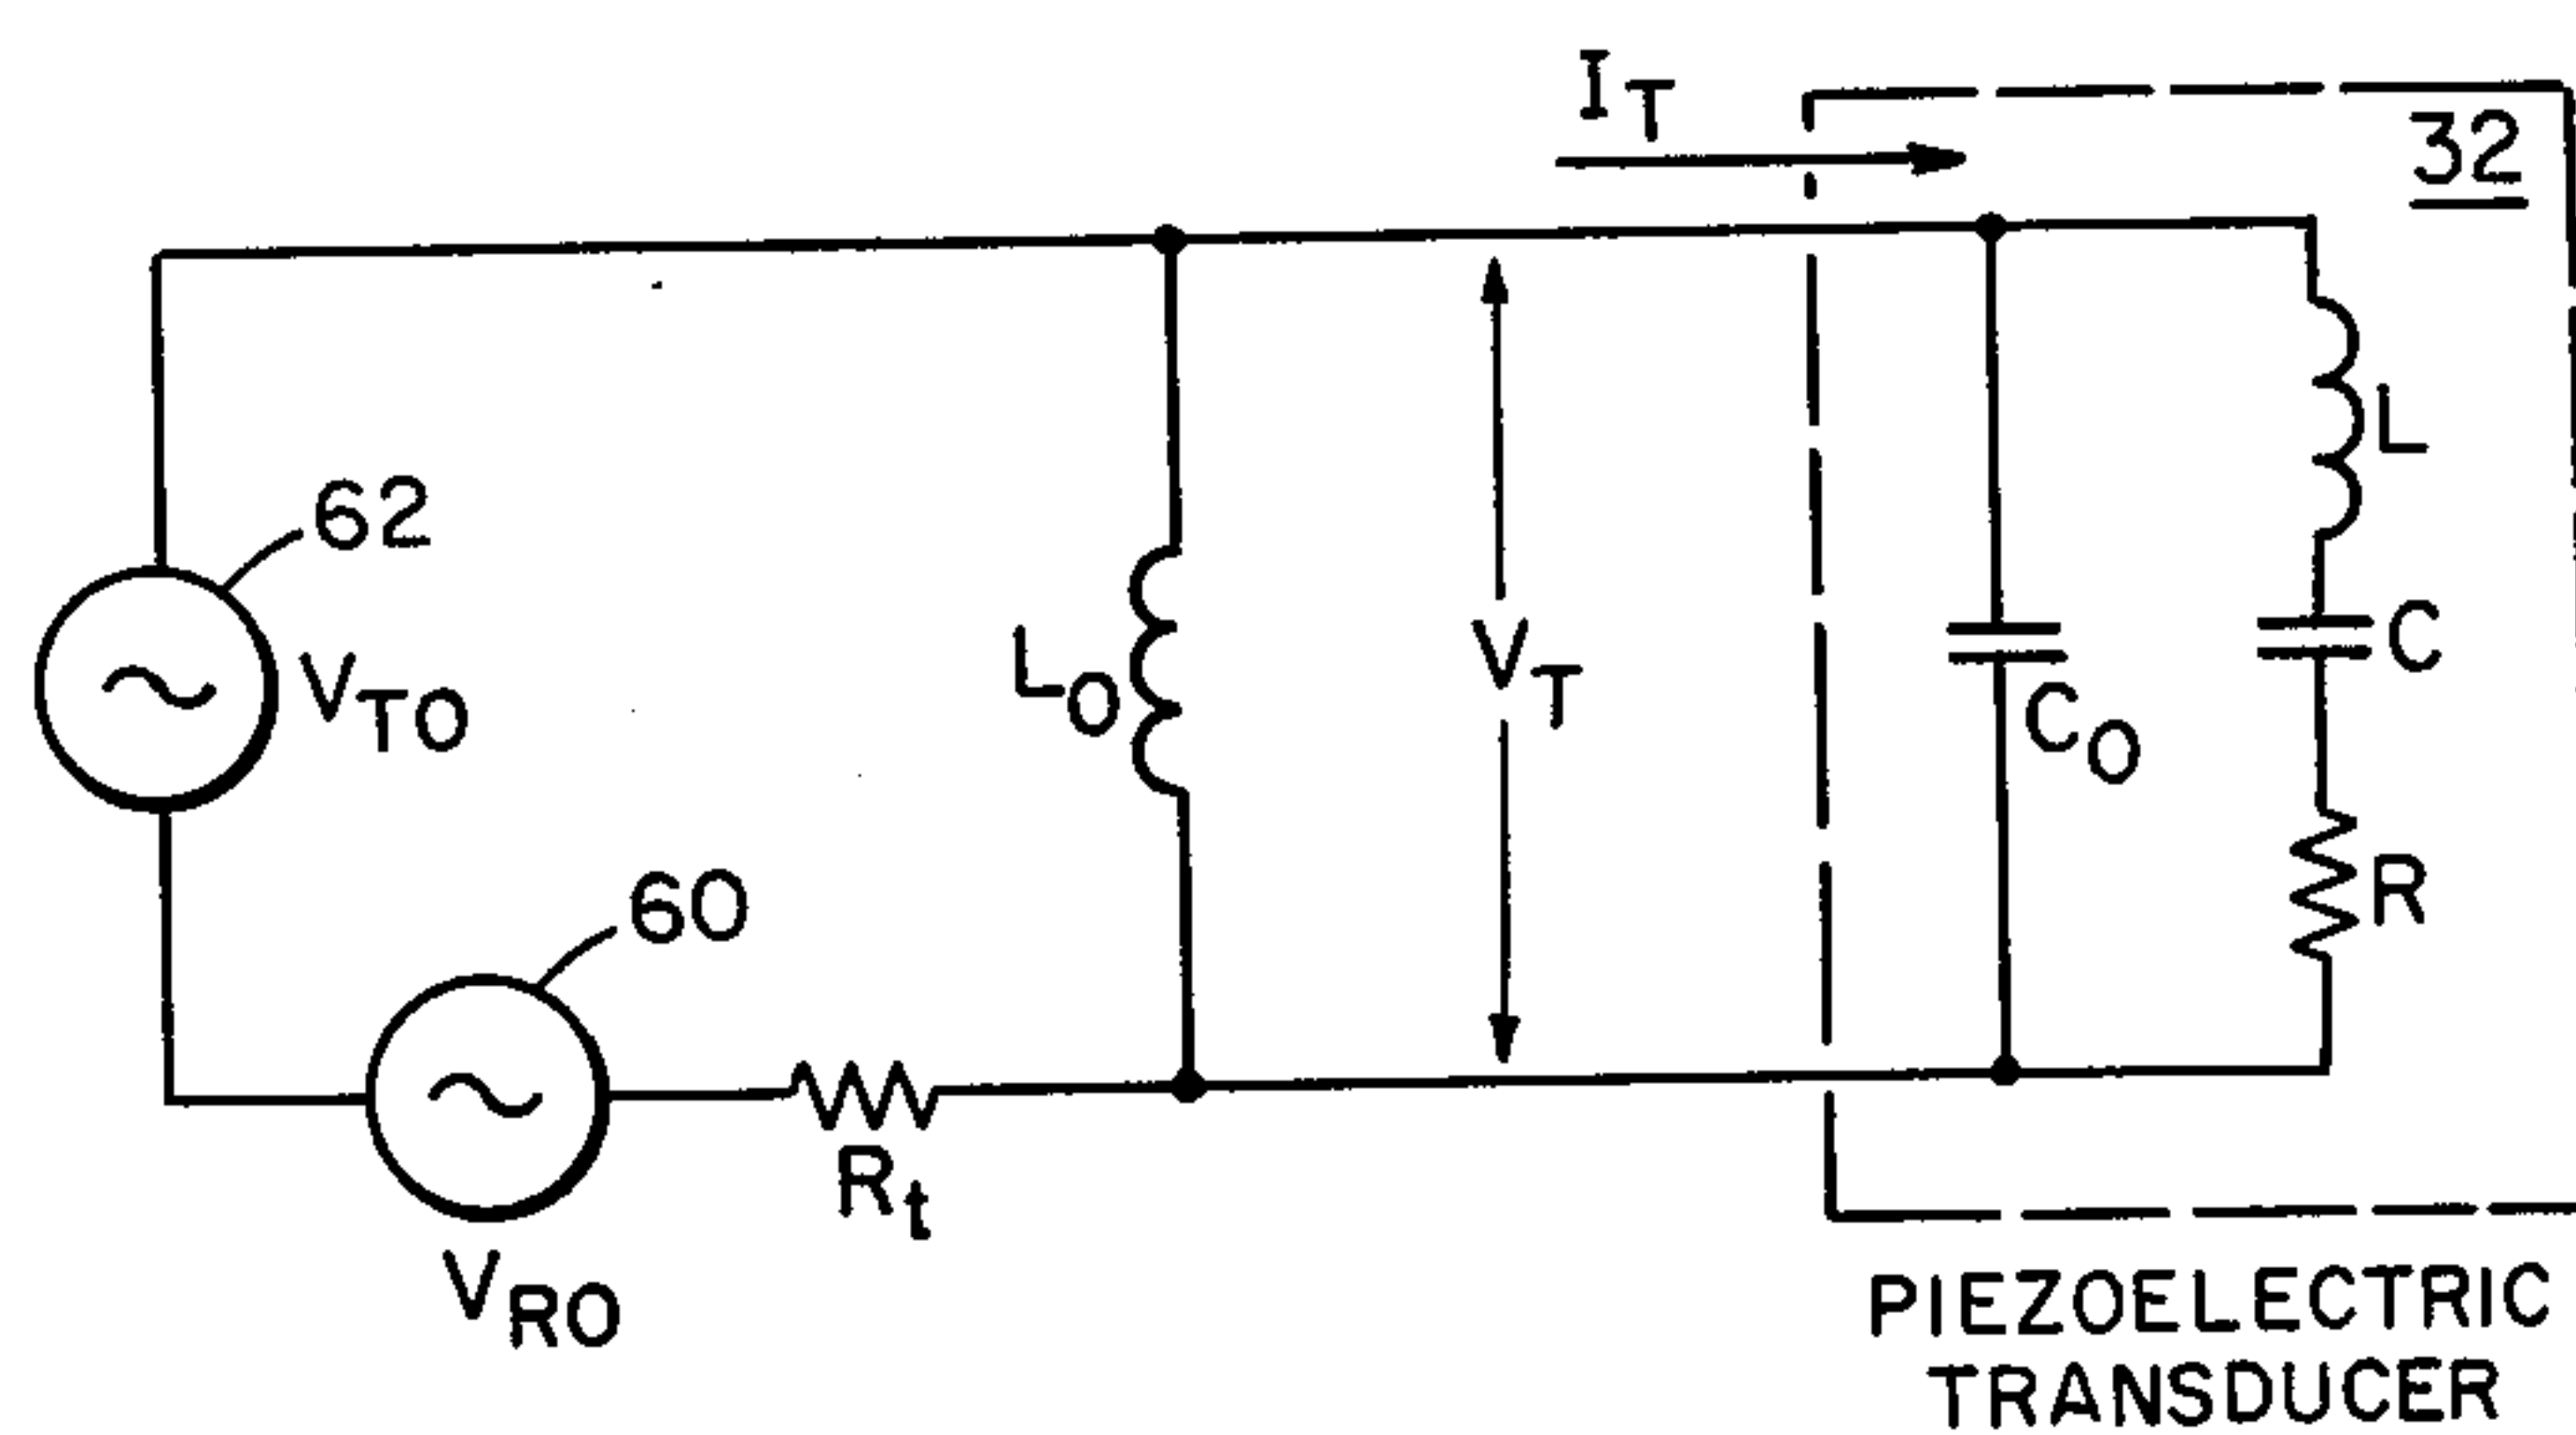 I_T
32
62
L
V_TO
L_O
V_T
C
C_O
60
R
R_t
V_RO
PIEZOELECTRIC
TRANSDUCER